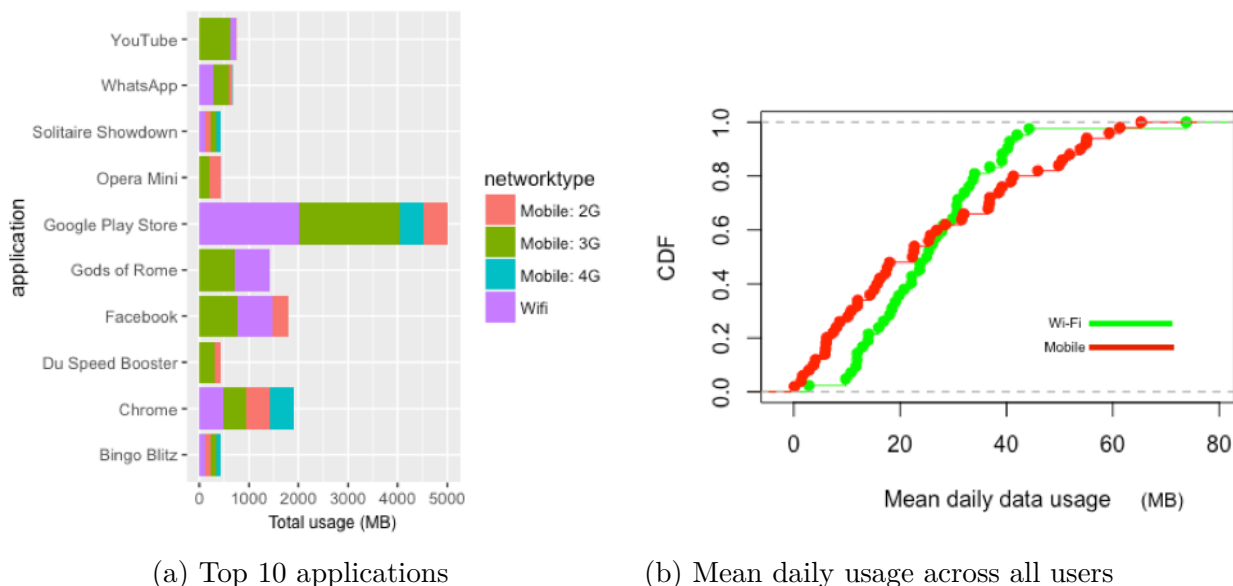 application
YouTube
WhatsApp
Solitaire Showdown
Opera Mini
Google Play Store
Gods of Rome
Facebook
Du Speed Booster
Chrome
Bingo Blitz
0 1000 2000 3000 4000 5000
Total usage (MB)
networktype
Mobile: 2G
Mobile: 3G
Mobile: 4G
Wifi
(a) Top 10 applications
CDF
1.0
0.8
0.6
0.4
0.2
0.0
Wi-Fi
Mobile
0 20 40 60 80
Mean daily data usage (MB)
(b) Mean daily usage across all users